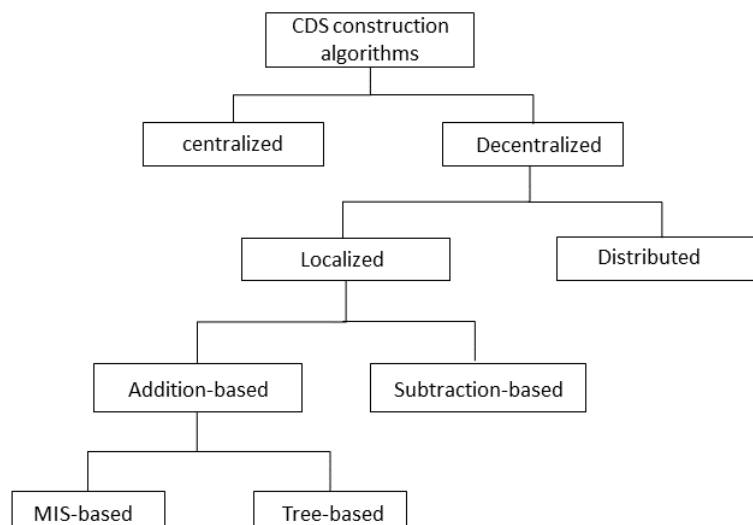 CDS construction
algorithms
centralized
Decentralized
Localized
Distributed
Addition-based
Subtraction-based
MIS-based
Tree-based